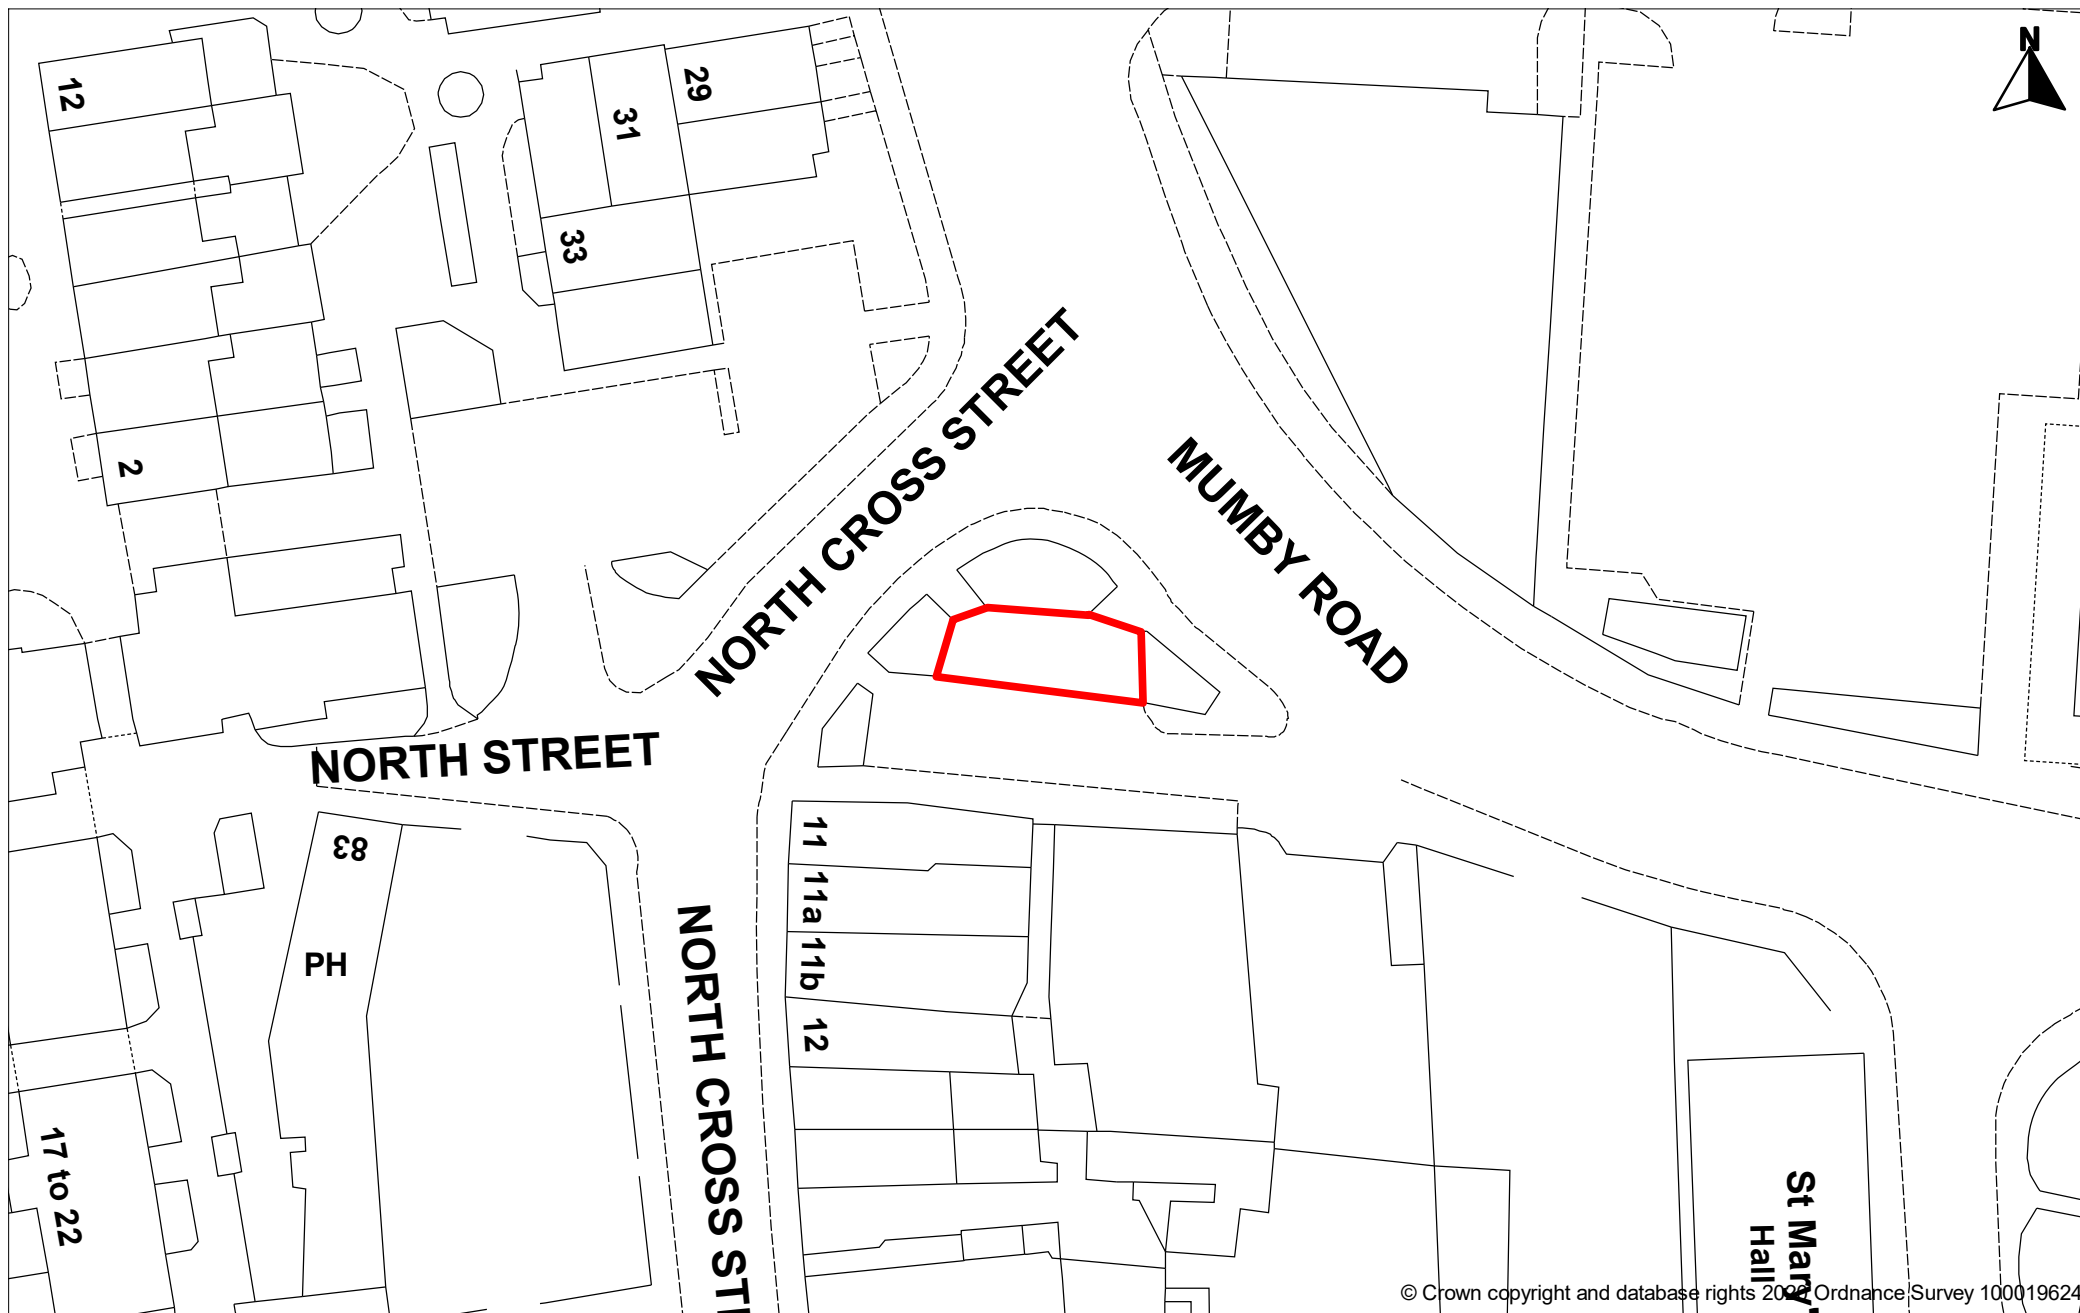 N
12
29
31
33
2
NORTH CROSS STREET
MUMBY ROAD
NORTH STREET
83
PH
11
11a
11b
12
NORTH CROSS
17 to 22
St Mary'
Hall
© Crown copyright and database rights Ordnance Survey 100019624